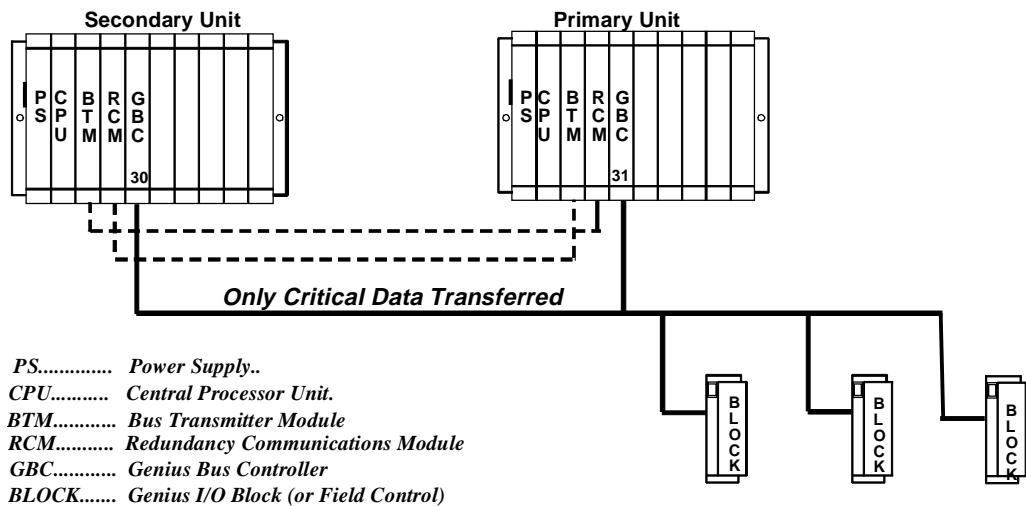 Secondary Unit
Primary Unit
PS
CPU
BTM
RCM
GBC
30
PS
CPU
BTM
RCM
GBC
31
Only Critical Data Transferred
BLOCK
BLOCK
BLOCK
PS.............. Power Supply..
CPU........... Central Processor Unit.
BTM............ Bus Transmitter Module
RCM........... Redundancy Communications Module
GBC............ Genius Bus Controller
BLOCK....... Genius I/O Block (or Field Control)